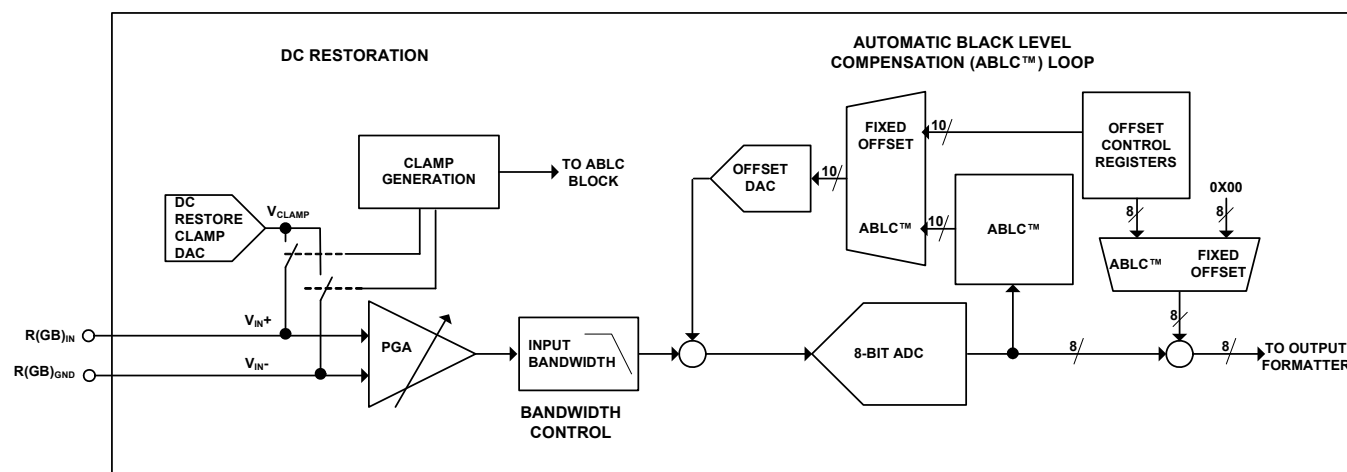 DC RESTORATION
AUTOMATIC BLACK LEVEL
COMPENSATION (ABLC™) LOOP
CLAMP
GENERATION
TO ABLC
BLOCK
DC
RESTORE
CLAMP
DAC
VCLAMP
OFFSET
DAC
10
FIXED
OFFSET
ABLC™
10
10
ABLC™
OFFSET
CONTROL
REGISTERS
0X00
8
8
ABLC™
FIXED
OFFSET
8
R(GB)IN
VIN+
R(GB)GND
VIN-
PGA
INPUT
BANDWIDTH
BANDWIDTH
CONTROL
8-BIT ADC
8
8
TO OUTPUT
FORMATTER